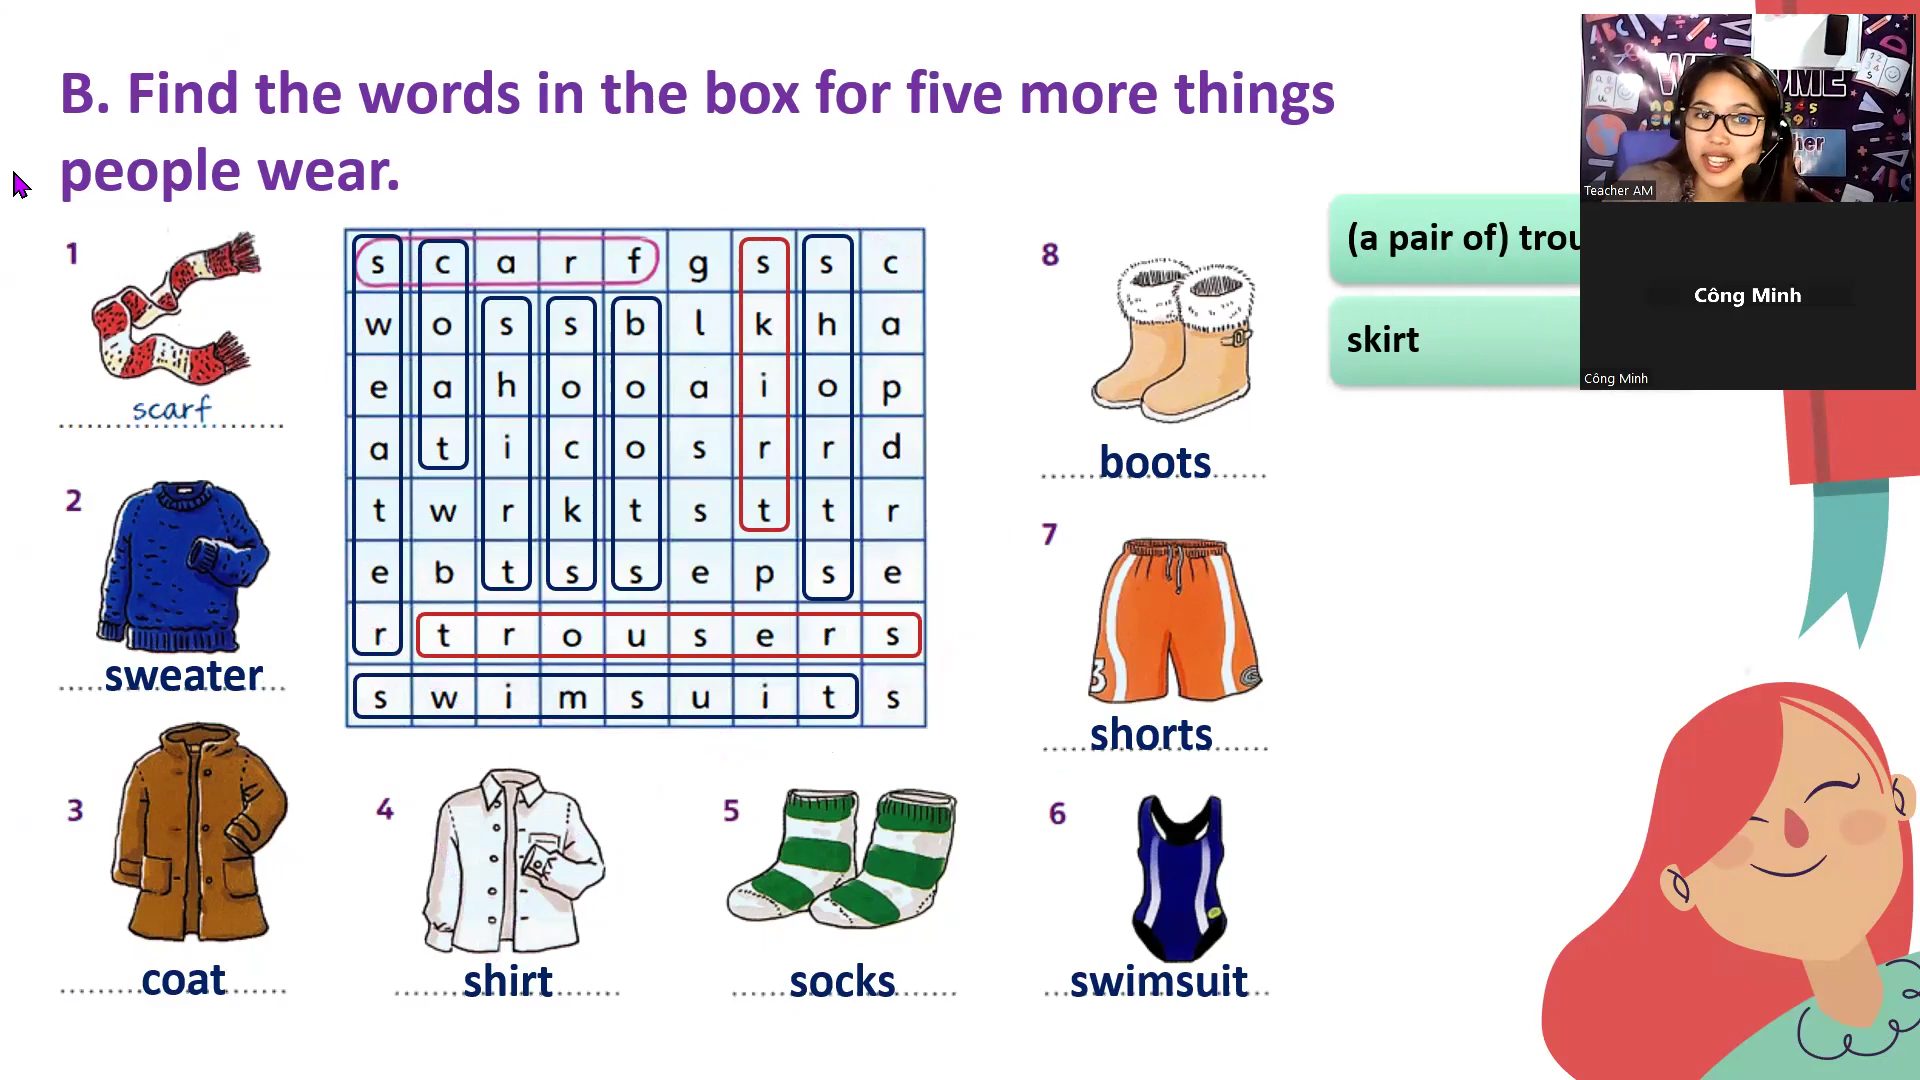 B. Find the words in the box for five more things
people wear.
1
scarf
2
sweater
3
coat
s c a r f g s s c
w o s s b l k h a
e a h o o a i o p
a t i c o s r r d
t w r k t s t t r
e b t s s e p s e
r t r o u s e r s
s w i m s u i t s
4
shirt
5
socks
6
swimsuit
7
shorts
8
boots
(a pair of) trou
skirt
Teacher AM
Công Minh
Công Minh